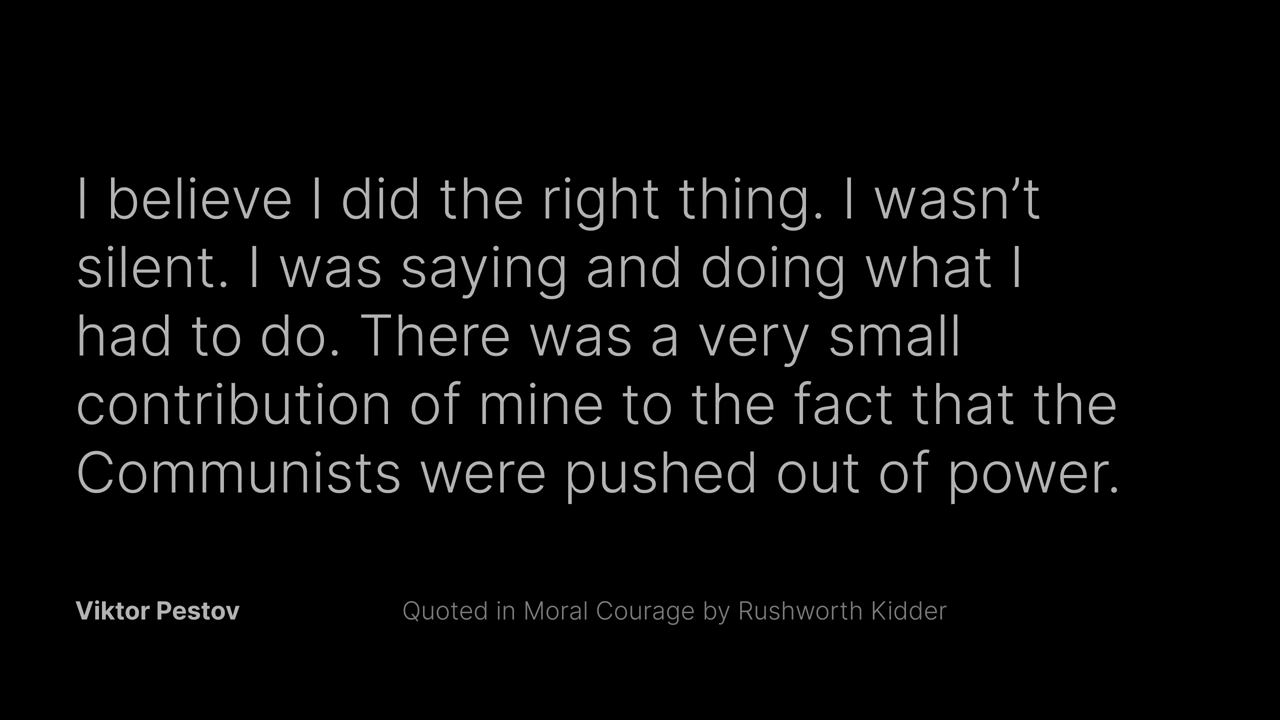 I believe I did the right thing. I wasn’t
silent. I was saying and doing what I
had to do. There was a very small
contribution of mine to the fact that the
Communists were pushed out of power.
Viktor Pestov
Quoted in Moral Courage by Rushworth Kidder